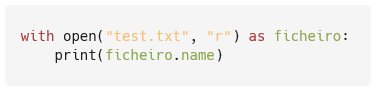 with open("test.txt", "r") as ficheiro:
    print(ficheiro.name)